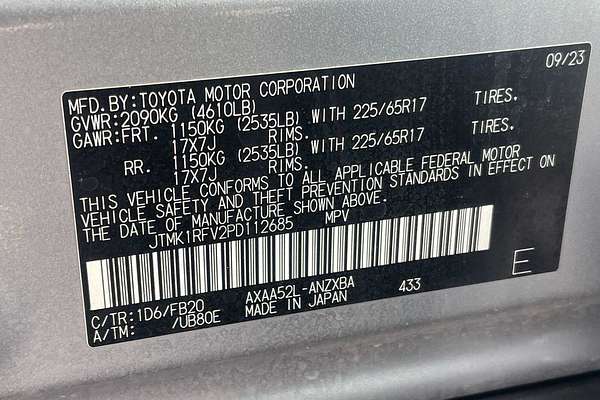 09/23
MFD.BY:TOYOTA MOTOR CORPORATION
GVWR:2090KG (4610LB)
GAWR:FRT. 1150KG (2535LB) WITH 225/65R17 TIRES.
17X7J RIMS.
RR. 1150KG (2535LB) WITH 225/65R17 TIRES.
17X7J RIMS.
THIS VEHICLE CONFORMS TO ALL APPLICABLE FEDERAL MOTOR
VEHICLE SAFETY AND THEFT PREVENTION STANDARDS IN EFFECT ON
THE DATE OF MANUFACTURE SHOWN ABOVE.
JTMK1RFV2PD112685 MPV
E
C/TR:1D6/FB20 AXAA52L-ANZXBA 433
A/TM: /UB80E MADE IN JAPAN